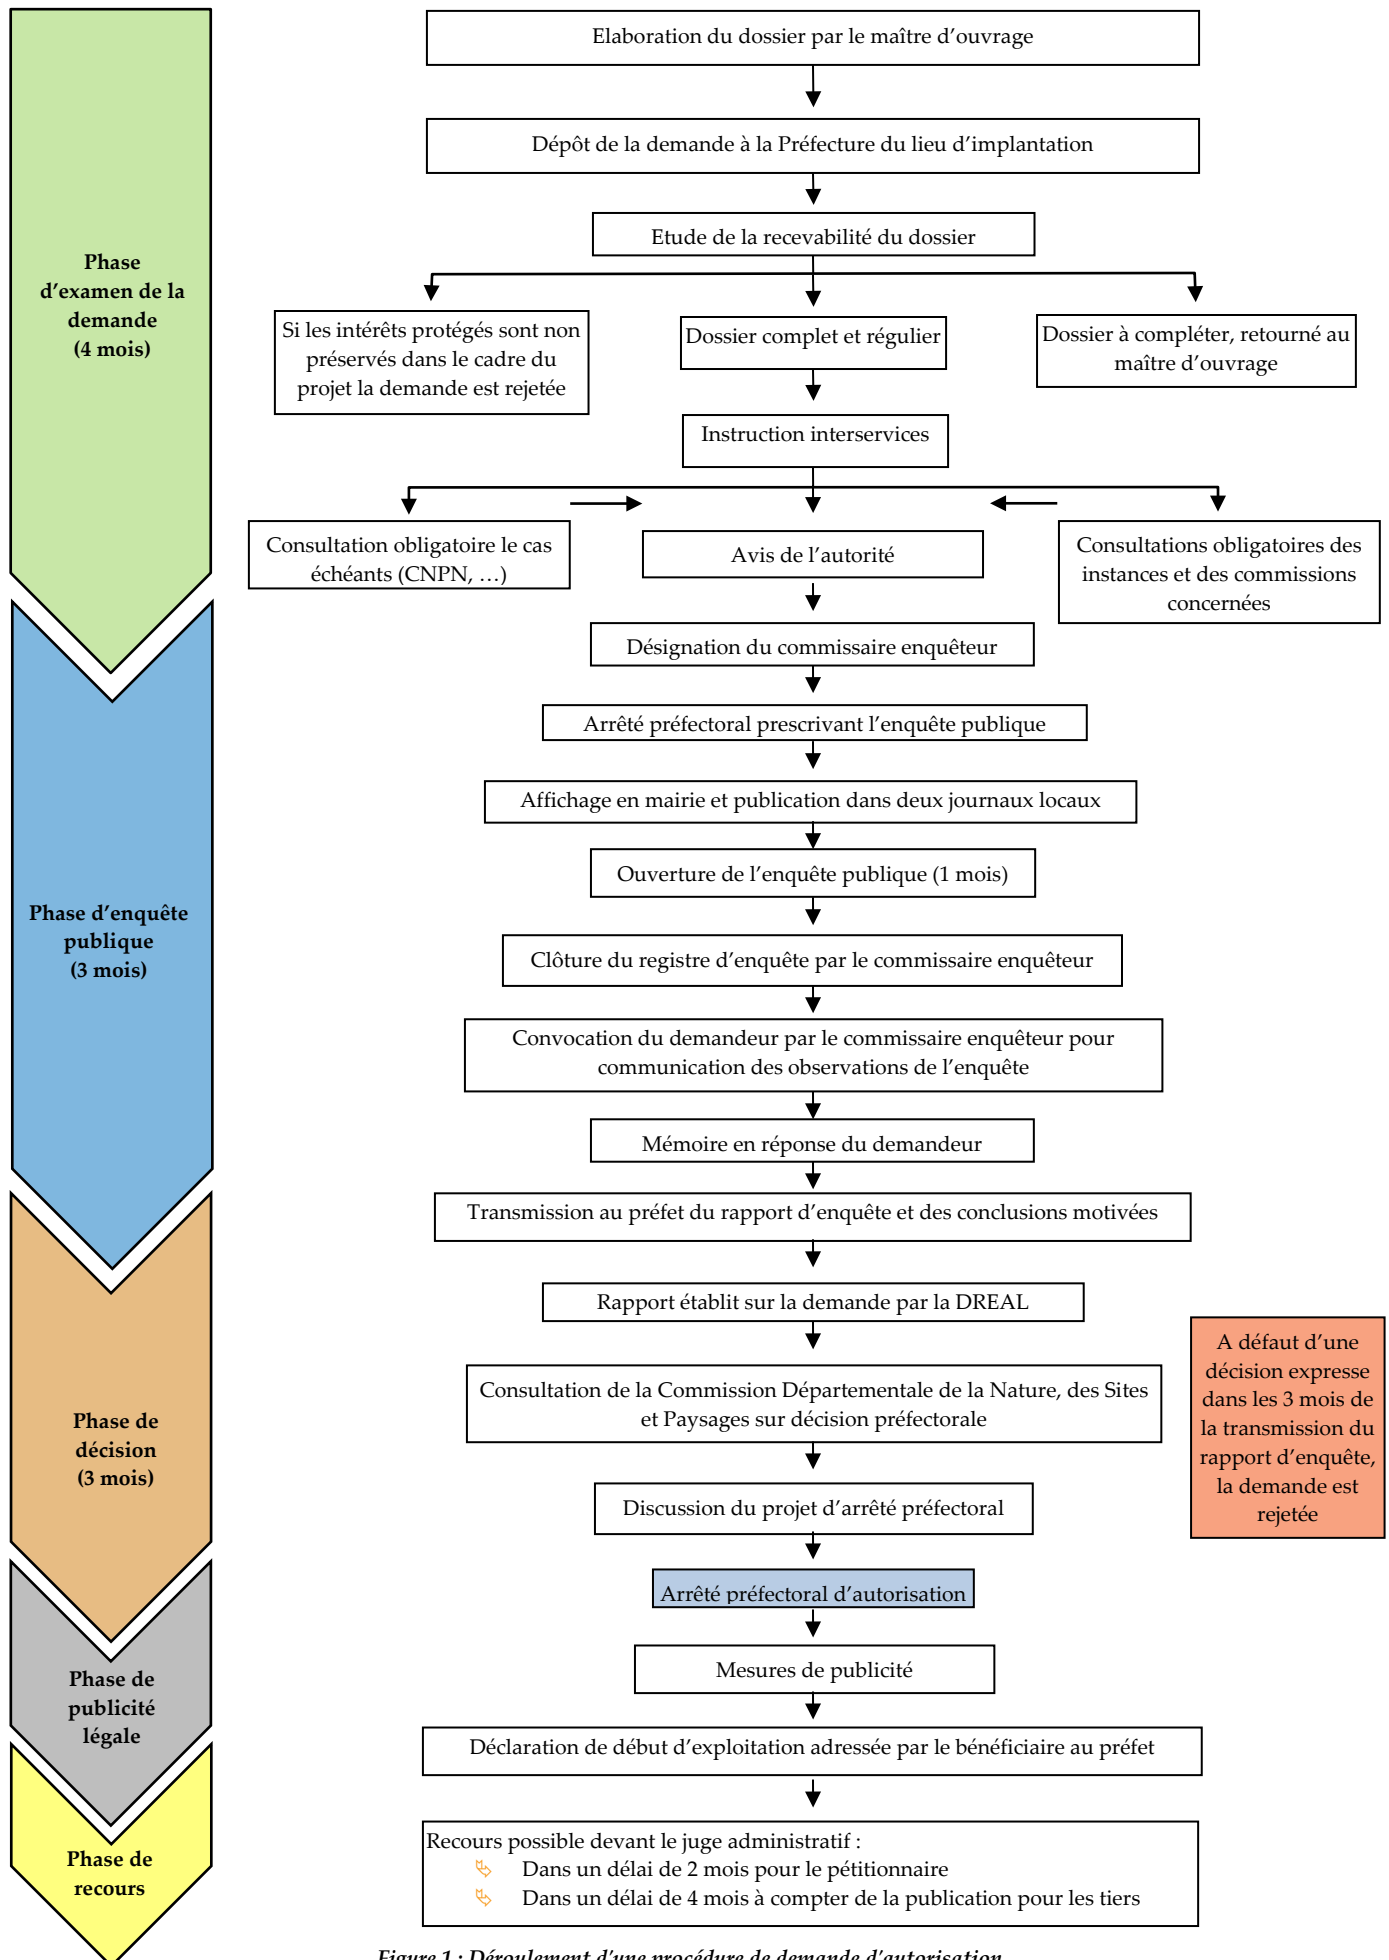 Elaboration du dossier par le maître d’ouvrage
Dépôt de la demande à la Préfecture du lieu d’implantation
Etude de la recevabilité du dossier
Phase
d’examen de la
demande
(4 mois)
Si les intérêts protégés sont non
préservés dans le cadre du
projet la demande est rejetée
Dossier complet et régulier
Dossier à compléter, retourné au
maître d’ouvrage
Instruction interservices
Consultation obligatoire le cas
échéants (CNPN, …)
Avis de l’autorité
Consultations obligatoires des
instances et des commissions
concernées
Désignation du commissaire enquêteur
Arrêté préfectoral prescrivant l’enquête publique
Affichage en mairie et publication dans deux journaux locaux
Ouverture de l’enquête publique (1 mois)
Phase d’enquête
publique
(3 mois)
Clôture du registre d’enquête par le commissaire enquêteur
Convocation du demandeur par le commissaire enquêteur pour
communication des observations de l’enquête
Mémoire en réponse du demandeur
Transmission au préfet du rapport d’enquête et des conclusions motivées
Rapport établit sur la demande par la DREAL
Consultation de la Commission Départementale de la Nature, des Sites
et Paysages sur décision préfectorale
A défaut d’une
décision expresse
dans les 3 mois de
la transmission du
rapport d’enquête,
la demande est
rejetée
Phase de
décision
(3 mois)
Discussion du projet d’arrêté préfectoral
Arrêté préfectoral d’autorisation
Mesures de publicité
Phase de
publicité
légale
Déclaration de début d’exploitation adressée par le bénéficiaire au préfet
Recours possible devant le juge administratif :
Dans un délai de 2 mois pour le pétitionnaire
Dans un délai de 4 mois à compter de la publication pour les tiers
Phase de
recours
Figure 1 : Déroulement d’une procédure de demande d’autorisation